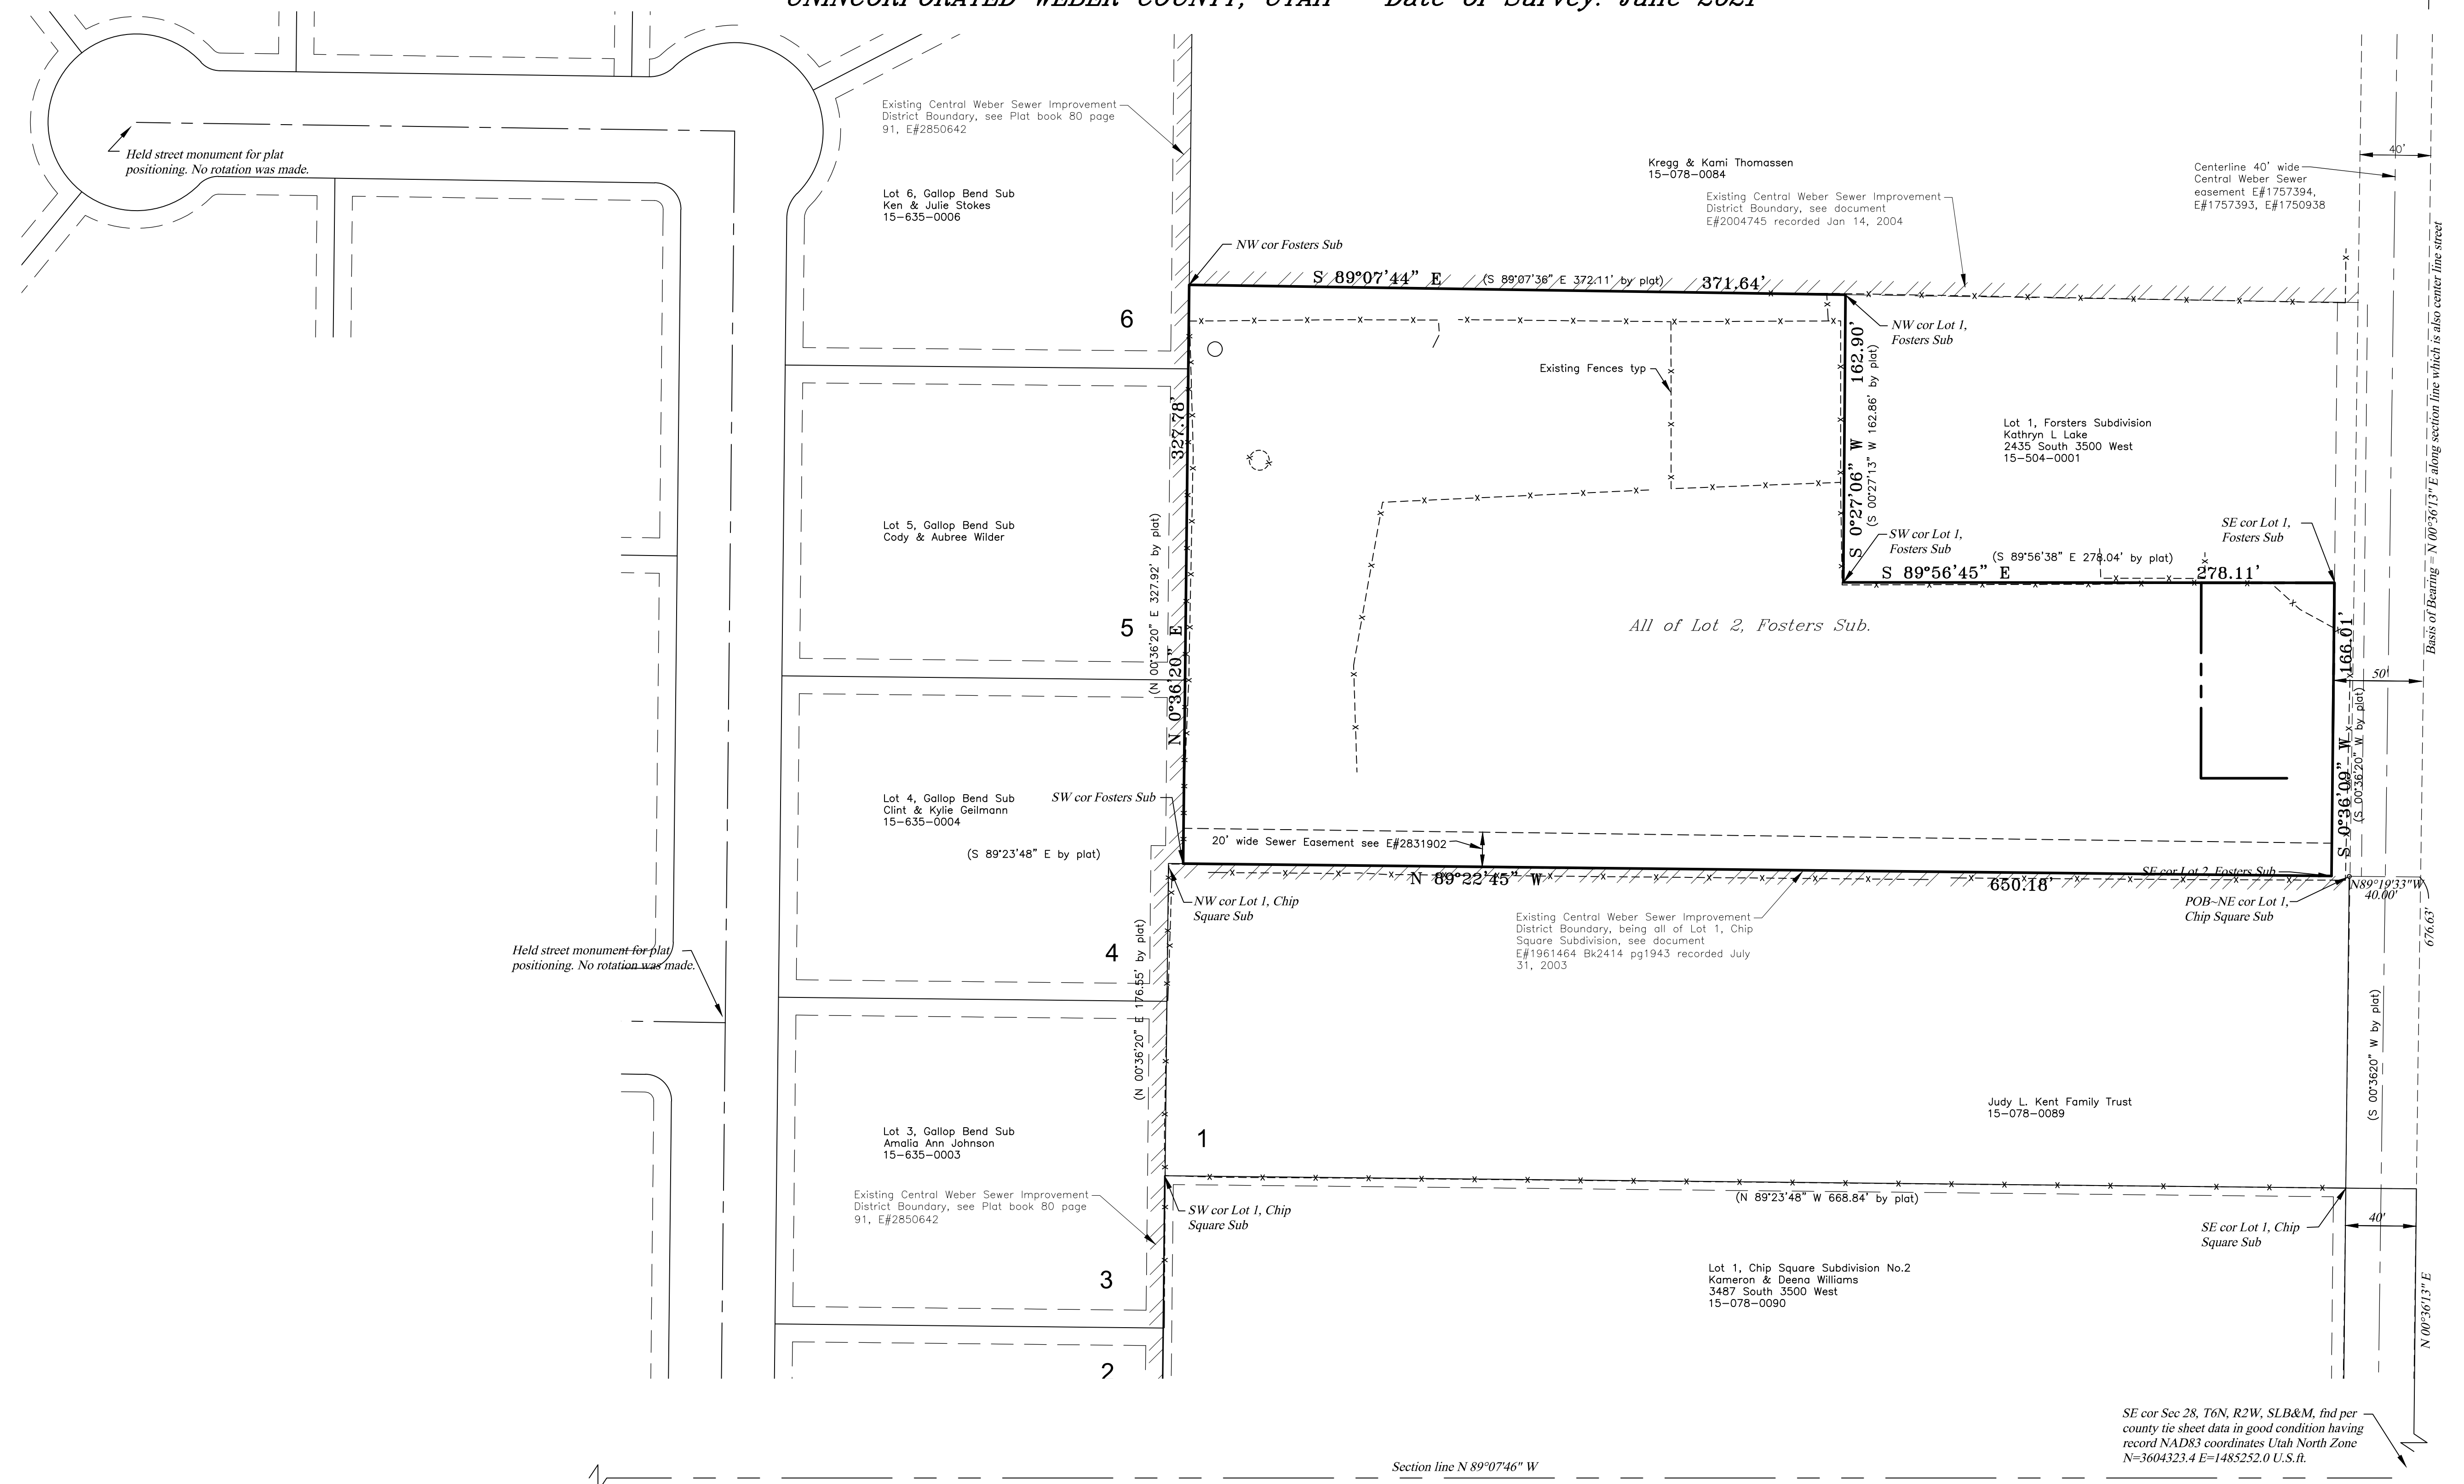 UNINCORPORATED WEBER COUNTY, UTAH Date of Survey: June 2021
Held street monument for plat
positioning. No rotation was made.
Existing Central Weber Sewer Improvement
District Boundary, see Plat book 80 page
91, E#2850642
Lot 6, Gallop Bend Sub
Ken & Julie Stokes
15-635-0006
6
Kregg & Kami Thomassen
15-078-0084
Existing Central Weber Sewer Improvement
District Boundary, see document
E#2004745 recorded Jan 14, 2004
Centerline 40' wide
Central Weber Sewer
easement E#1757394,
E#1757393, E#1750938
40'
Basis of Bearing = N 00°36'13" E along section line which is also center line street
NW cor Fosters Sub
S 89°07'44" E
(S 89°07'36" E 372.11' by plat)
371.64'
NW cor Lot 1,
Fosters Sub
Existing Fences typ
S 0°27'06" W 162.90'
(S 00°27'13" W 162.86' by plat)
Lot 1, Forsters Subdivision
Kathryn L Lake
2435 South 3500 West
15-504-0001
SW cor Lot 1,
Fosters Sub
SE cor Lot 1,
Fosters Sub
(S 89°56'38" E 278.04' by plat)
S 89°56'45" E
278.11'
All of Lot 2, Fosters Sub.
N 0°36'20" E 327.78'
(N 00°36'20" E 327.92' by plat)
Lot 5, Gallop Bend Sub
Cody & Aubree Wilder
5
S 0°36'09" W 166.01'
(S 00°36'20" W by plat)
50'
Lot 4, Gallop Bend Sub
Clint & Kylie Geilmann
15-635-0004
SW cor Fosters Sub
(S 89°23'48" E by plat)
20' wide Sewer Easement see E#2831902
N 89°22'45" W
650.18'
SE cor Lot 2, Fosters Sub
N89°19'33"W
40.00'
POB~NE cor Lot 1,
Chip Square Sub
676.63'
NW cor Lot 1, Chip
Square Sub
Existing Central Weber Sewer Improvement
District Boundary, being all of Lot 1, Chip
Square Subdivision, see document
E#1961464 Bk2414 pg1943 recorded July
31, 2003
4
Held street monument for plat
positioning. No rotation was made.
(N 00°36'20" E 176.55' by plat)
(S 00°3620" W by plat)
Judy L. Kent Family Trust
15-078-0089
1
Lot 3, Gallop Bend Sub
Amalia Ann Johnson
15-635-0003
Existing Central Weber Sewer Improvement
District Boundary, see Plat book 80 page
91, E#2850642
(N 89°23'48" W 668.84' by plat)
SW cor Lot 1, Chip
Square Sub
SE cor Lot 1, Chip
Square Sub
40'
3
Lot 1, Chip Square Subdivision No.2
Kameron & Deena Williams
3487 South 3500 West
15-078-0090
N 00°36'13" E
2
SE cor Sec 28, T6N, R2W, SLB&M, fnd per
county tie sheet data in good condition having
record NAD83 coordinates Utah North Zone
N=3604323.4 E=1485252.0 U.S.ft.
Section line N 89°07'46" W